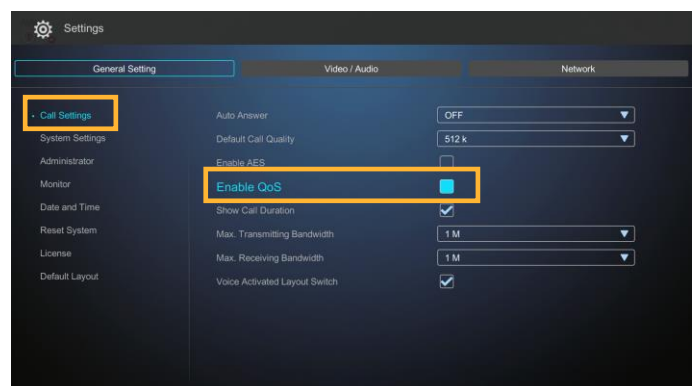 Settings
General Setting Video / Audio Network
Call Settings
System Settings
Administrator
Monitor
Date and Time
Reset System
License
Default Layout
Auto Answer OFF
Default Call Quality 512 k
Enable AES
Enable QoS
Show Call Duration
Max. Transmitting Bandwidth 1 M
Max. Receiving Bandwidth 1 M
Voice Activated Layout Switch